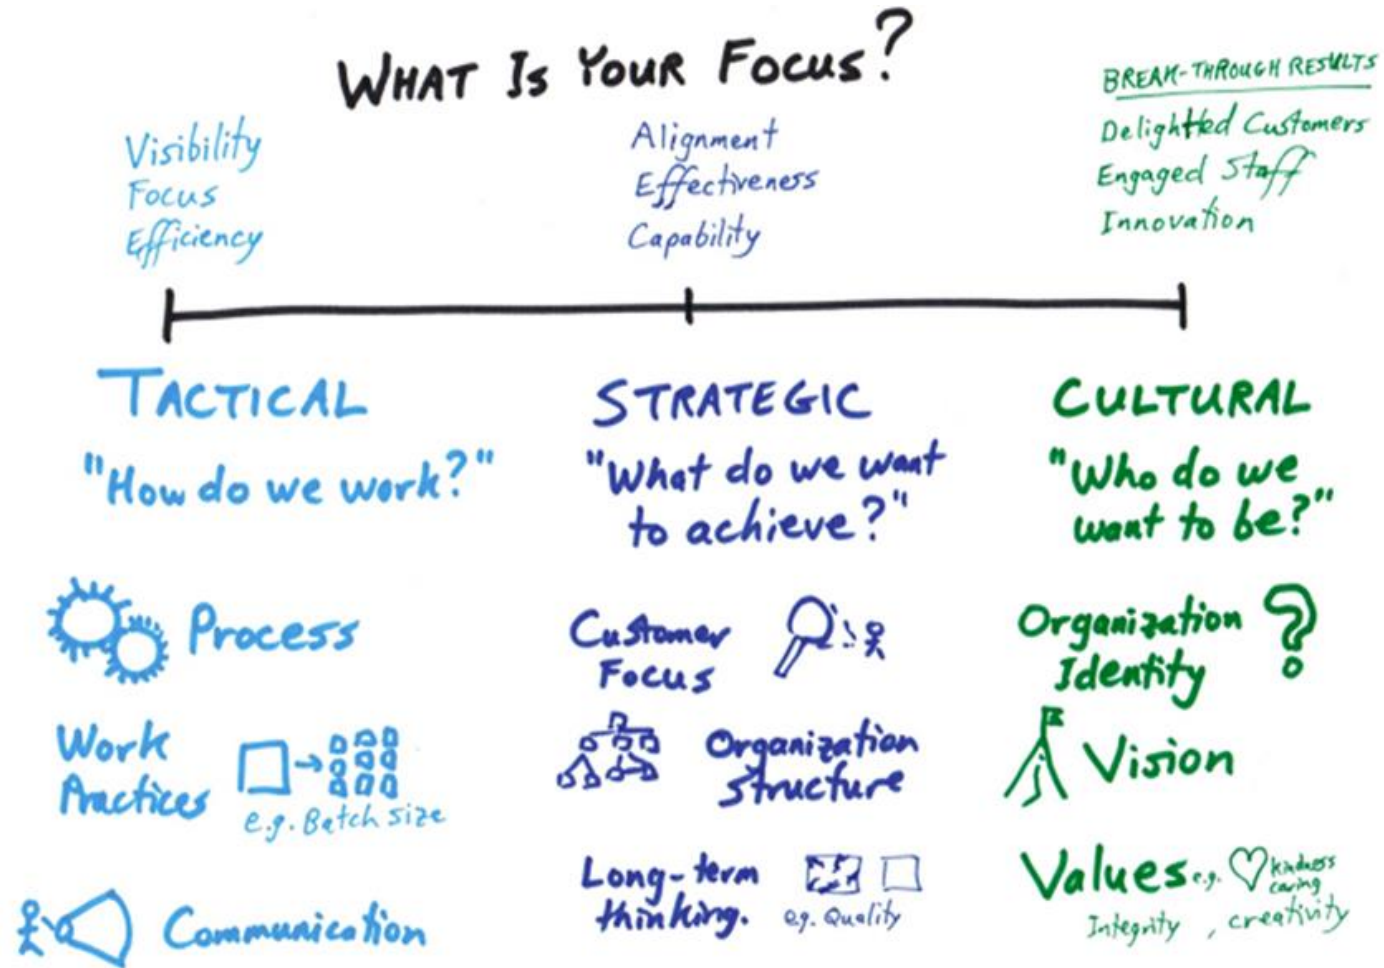 WHAT IS YOUR FOCUS?
Visibility
Focus
Efficiency
Alignment
Effectiveness
Capability
BREAK-THROUGH RESULTS
Delightted Customers
Engaged Staff
Innovation
TACTICAL
"How do we work?"
Process
Work
Practices
e.g. Batch size
Communication
STRATEGIC
"What do we want
to achieve?"
Customer
Focus
Organization
Structure
Long-term
thinking.
eg. Quality
CULTURAL
"Who do we
want to be?"
Organization
Identity
?
Vision
Values e.g. kindness
caring
Integrity, creativity